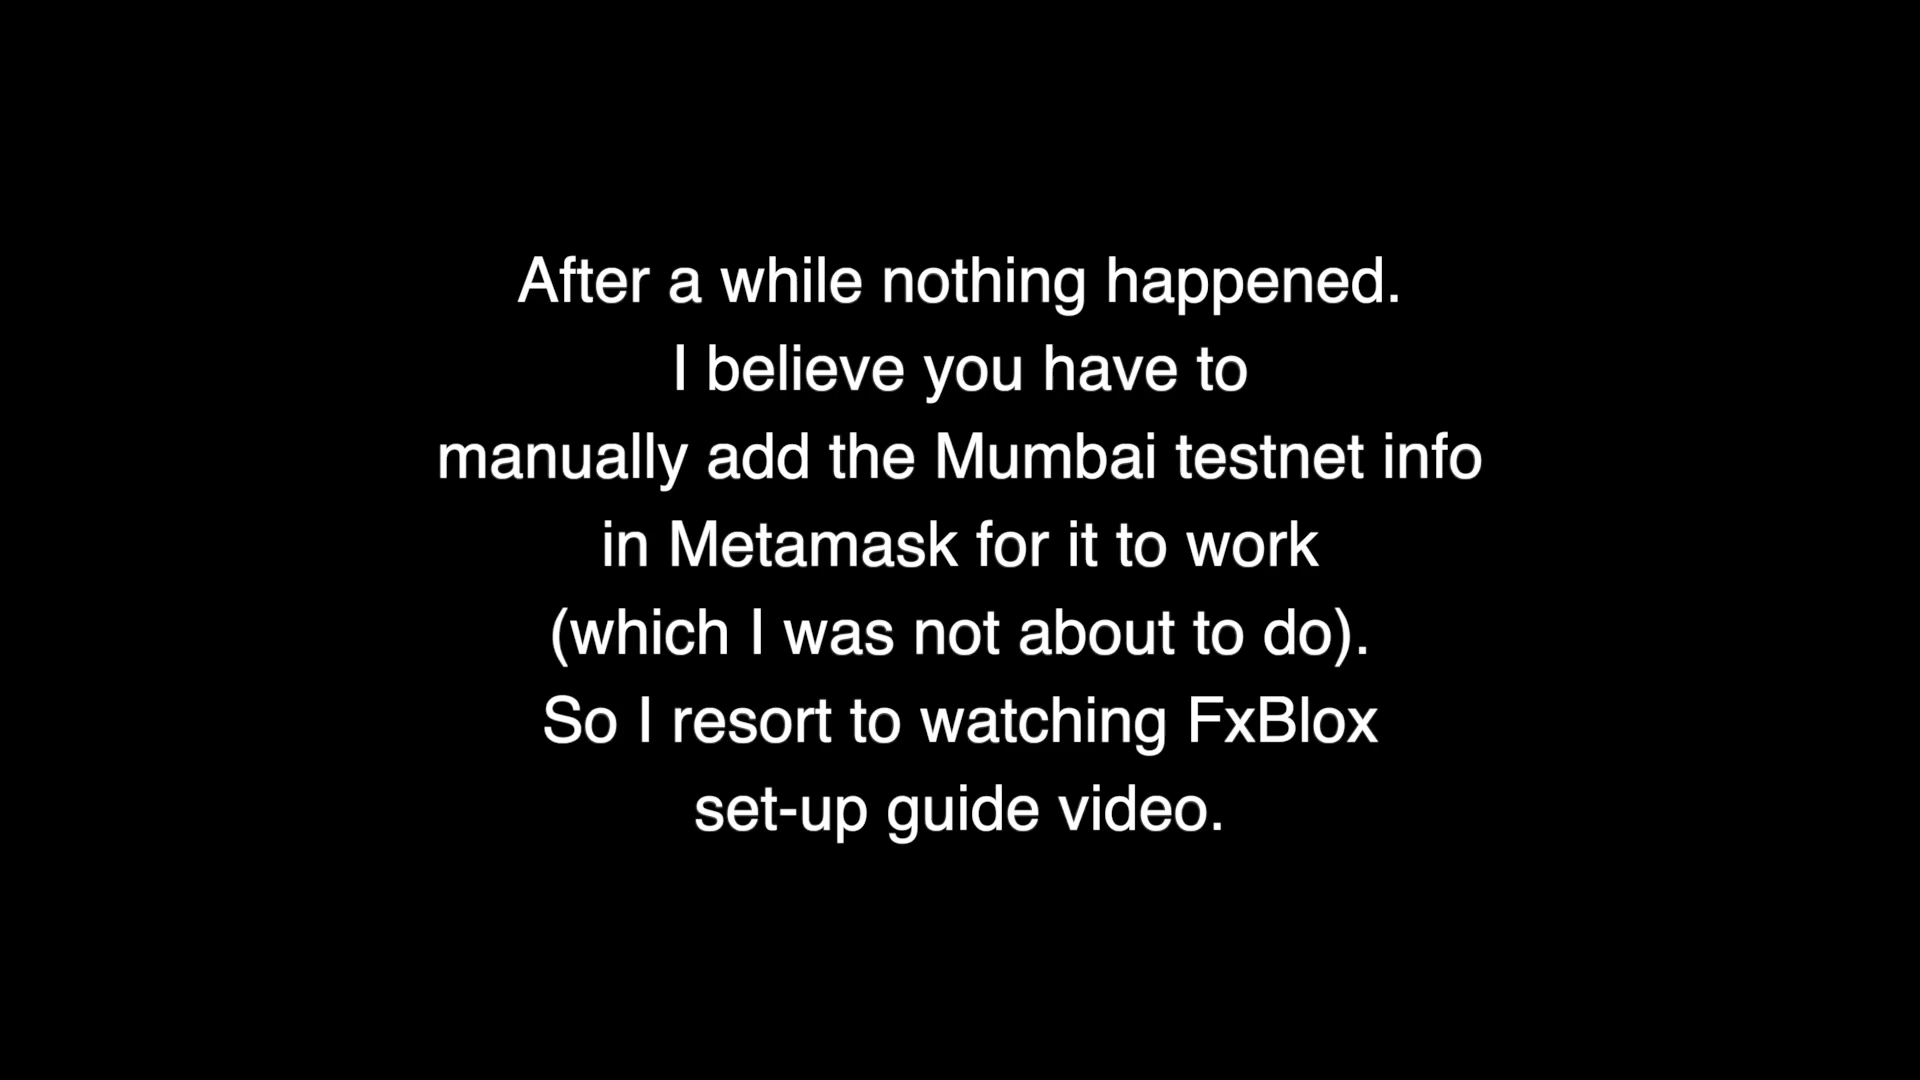 After a while nothing happened.
I believe you have to
manually add the Mumbai testnet info
in Metamask for it to work
(which I was not about to do).
So I resort to watching FxBlox
set-up guide video.